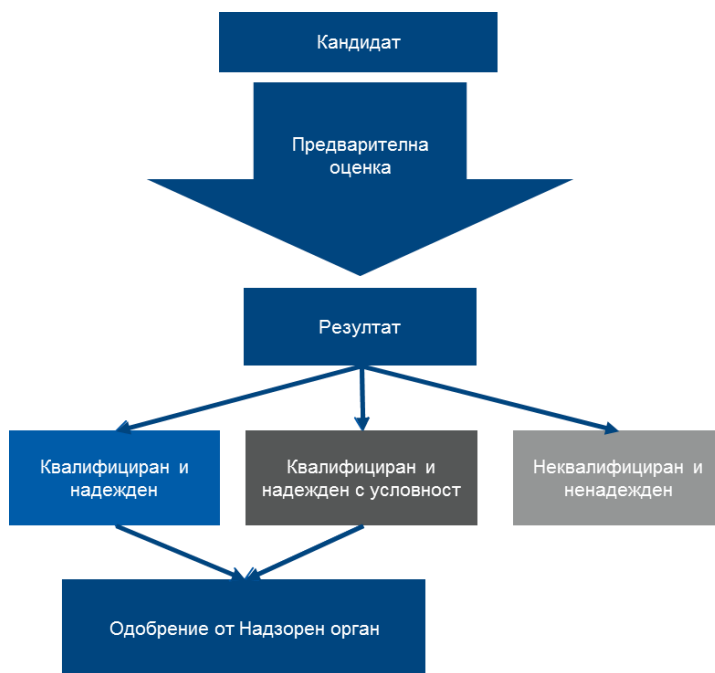 Кандидат
Предварителна
оценка
Резултат
Квалифициран и
надежден
Квалифициран и
надежден с условност
Неквалифициран и
ненадежден
Одобрение от Надзорен орган